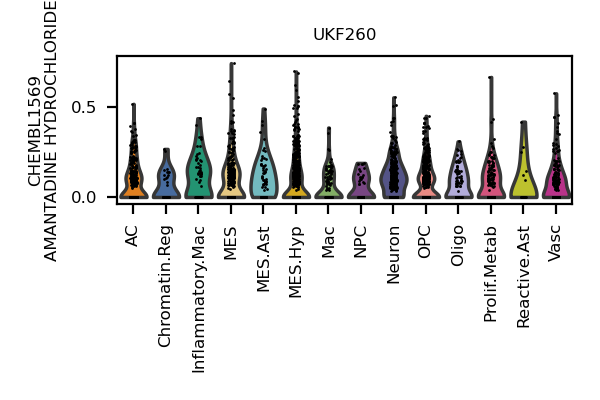 UKF260
CHEMBL1569
AMANTADINE HYDROCHLORIDE
0.5
0.0
AC
Chromatin.Reg
Inflammatory.Mac
MES
MES.Ast
MES.Hyp
Mac
NPC
Neuron
OPC
Oligo
Prolif.Metab
Reactive.Ast
Vasc